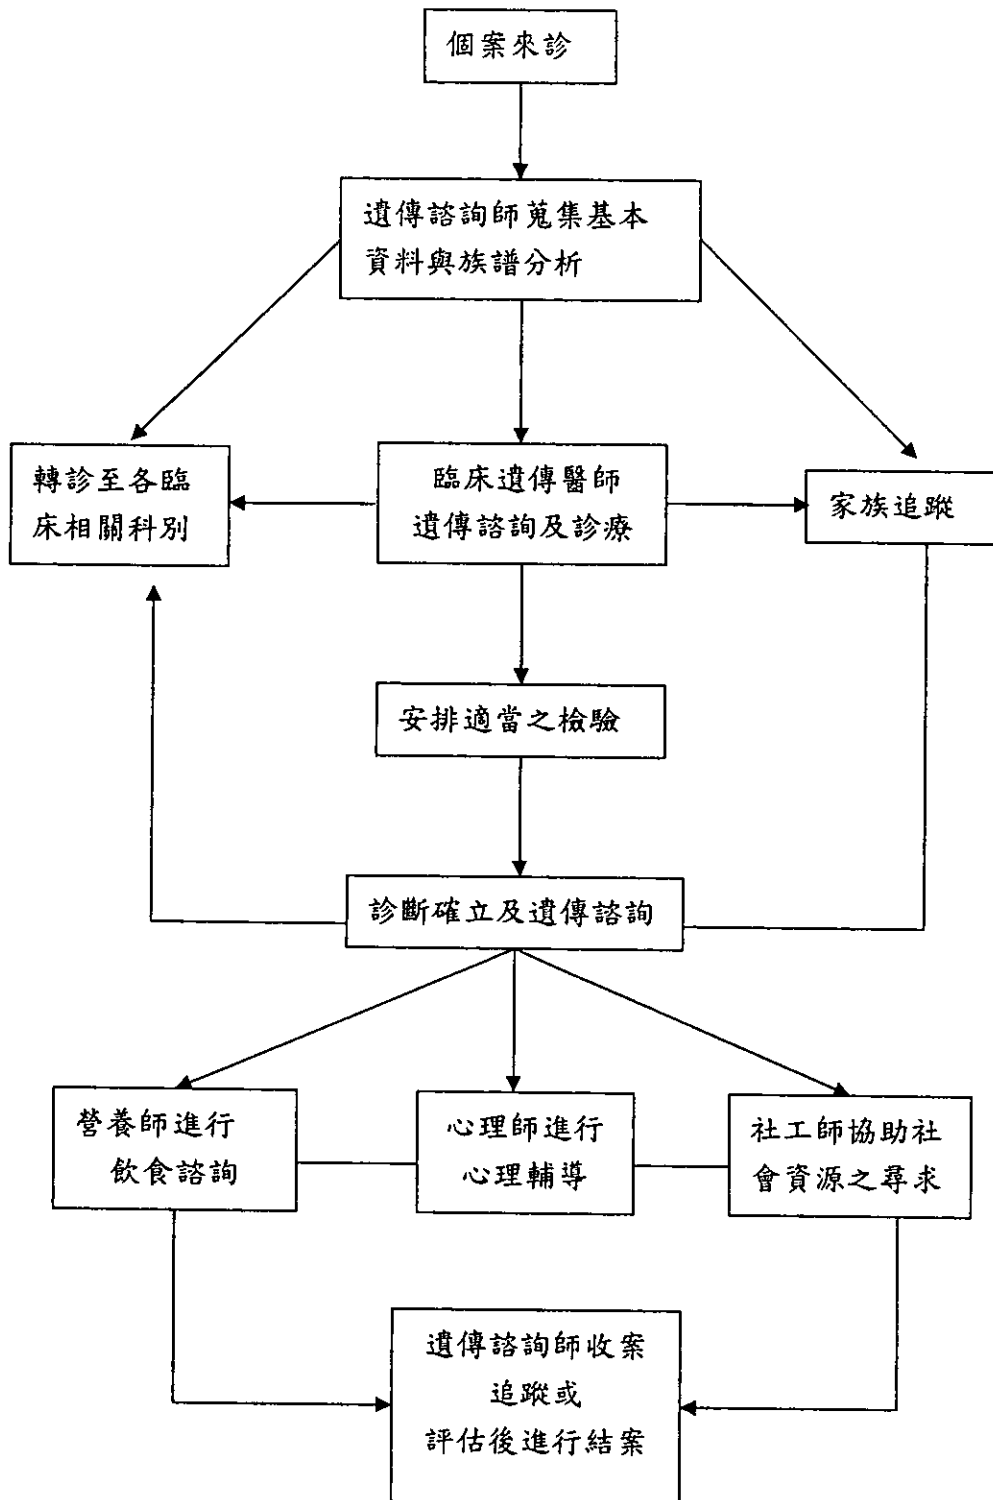 個案來診
遺傳諮詢師蒐集基本
資料與族譜分析
轉診至各臨
床相關科別
臨床遺傳醫師
遺傳諮詢及診療
家族追蹤
安排適當之檢驗
診斷確立及遺傳諮詢
營養師進行
飲食諮詢
心理師進行
心理輔導
社工師協助社
會資源之尋求
遺傳諮詢師收案
追蹤或
評估後進行結案